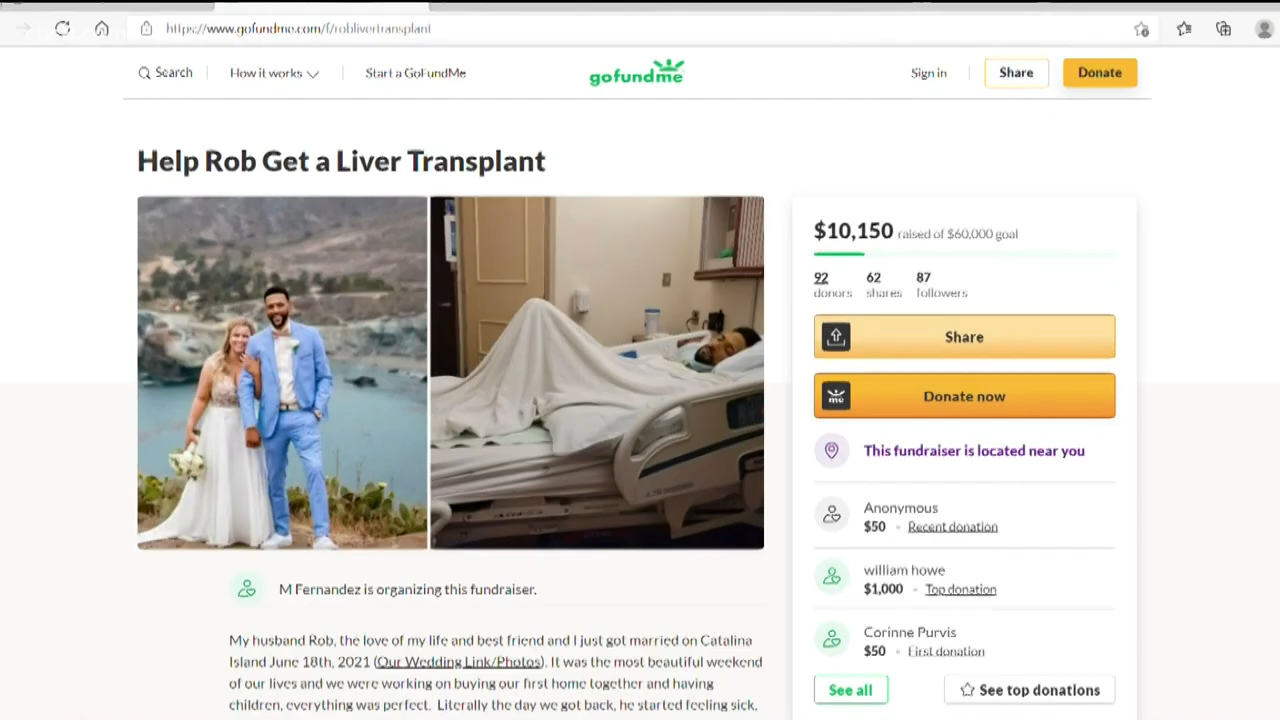 https://www.gofundme.com/f/roblivertransplant
Search
How it works
Start a GoFundMe
gofundme
Sign in
Share
Donate
Help Rob Get a Liver Transplant
$10,150 raised of $60,000 goal
92 62 87
donors shares followers
Share
me
Donate now
This fundraiser is located near you
Anonymous
$50 • Recent donation
william howe
$1,000 • Top donation
Corinne Purvis
$50 • First donation
See all
See top donations
M Fernandez is organizing this fundraiser.
My husband Rob, the love of my life and best friend and I just got married on Catalina
Island June 18th, 2021 (Our Wedding Link/Photos). It was the most beautiful weekend
of our lives and we were working on buying our first home together and having
children, everything was perfect. Literally the day we got back, he started feeling sick,